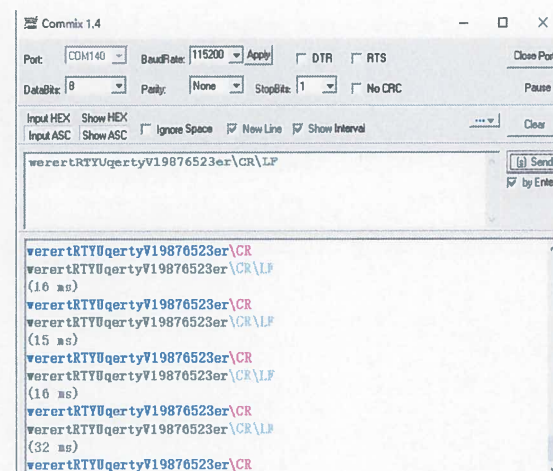 Commix 1.4
Port: COM140 BaudRate: 115200 Apply DTR RTS Close Port
DataBits: 8 Parity: None StopBits: 1 No CRC Pause
Input HEX Show HEX
Input ASC Show ASC Ignore Space New Line Show Interval ... Clear
werertRTYUqertyV19876523er\CR\LF
Send
by Ente
werertRTYUqertyV19876523er\CR
werertRTYUqertyV19876523er\CR\LF
(16 ms)
werertRTYUqertyV19876523er\CR
werertRTYUqertyV19876523er\CR\LF
(15 ms)
werertRTYUqertyV19876523er\CR
werertRTYUqertyV19876523er\CR\LF
(16 ms)
werertRTYUqertyV19876523er\CR
werertRTYUqertyV19876523er\CR\LF
(32 ms)
werertRTYUqertyV19876523er\CR